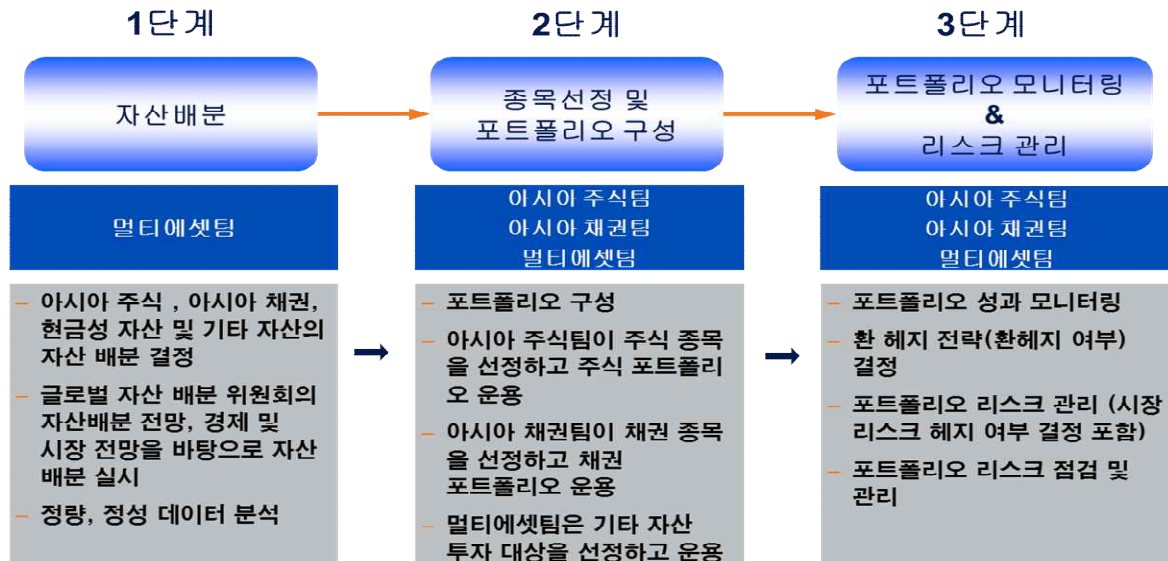 1단계
자산배분
멀티에셋팀
– 아시아 주식 , 아시아 채권,
현금성 자산 및 기타 자산의
자산 배분 결정
– 글로벌 자산 배분 위원회의
자산배분 전망, 경제 및
시장 전망을 바탕으로 자산
배분 실시
– 정량, 정성 데이터 분석
2단계
종목선정 및
포트폴리오 구성
아시아 주식팀
아시아 채권팀
멀티에셋팀
– 포트폴리오 구성
– 아시아 주식팀이 주식 종목
을 선정하고 주식 포트폴리
오 운용
– 아시아 채권팀이 채권 종목
을 선정하고 채권
포트폴리오 운용
– 멀티에셋팀은 기타 자산
투자 대상을 선정하고 운용
3단계
포트폴리오 모니터링
&
리스크 관리
아시아 주식팀
아시아 채권팀
멀티에셋팀
– 포트폴리오 성과 모니터링
– 환 헤지 전략(환헤지 여부)
결정
– 포트폴리오 리스크 관리 (시장
리스크 헤지 여부 결정 포함)
– 포트폴리오 리스크 점검 및
관리